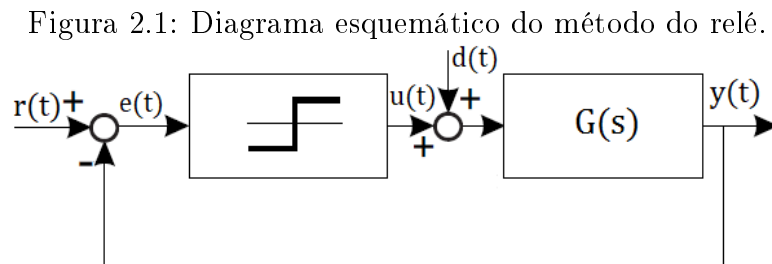 Figura 2.1: Diagrama esquemático do método do relé.
d(t)
r(t) + e(t) u(t) + G(s) y(t)
- +